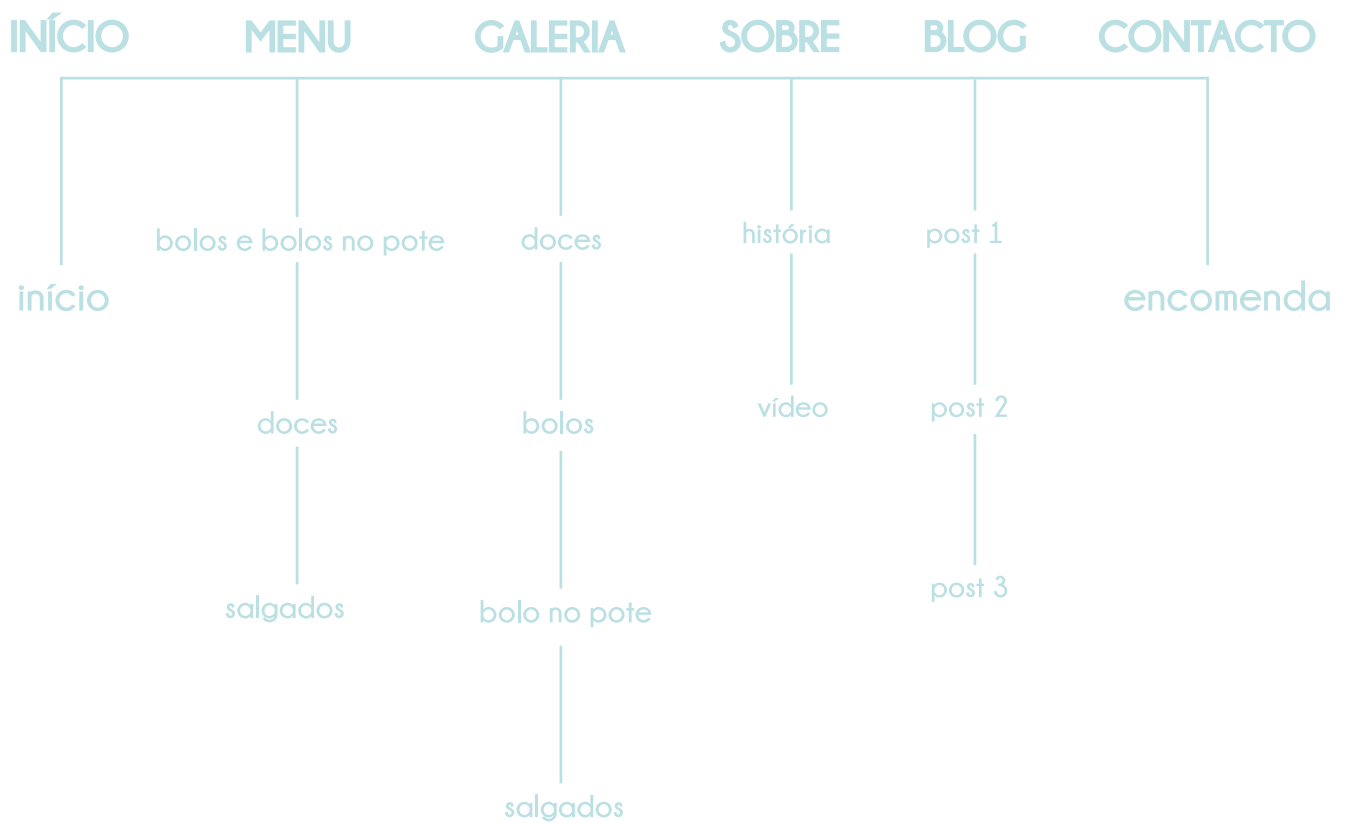 INÍCIO MENU GALERIA SOBRE BLOG CONTACTO
bolos e bolos no pote doces história post 1
início encomenda
doces bolos vídeo post 2
salgados bolo no pote post 3
salgados